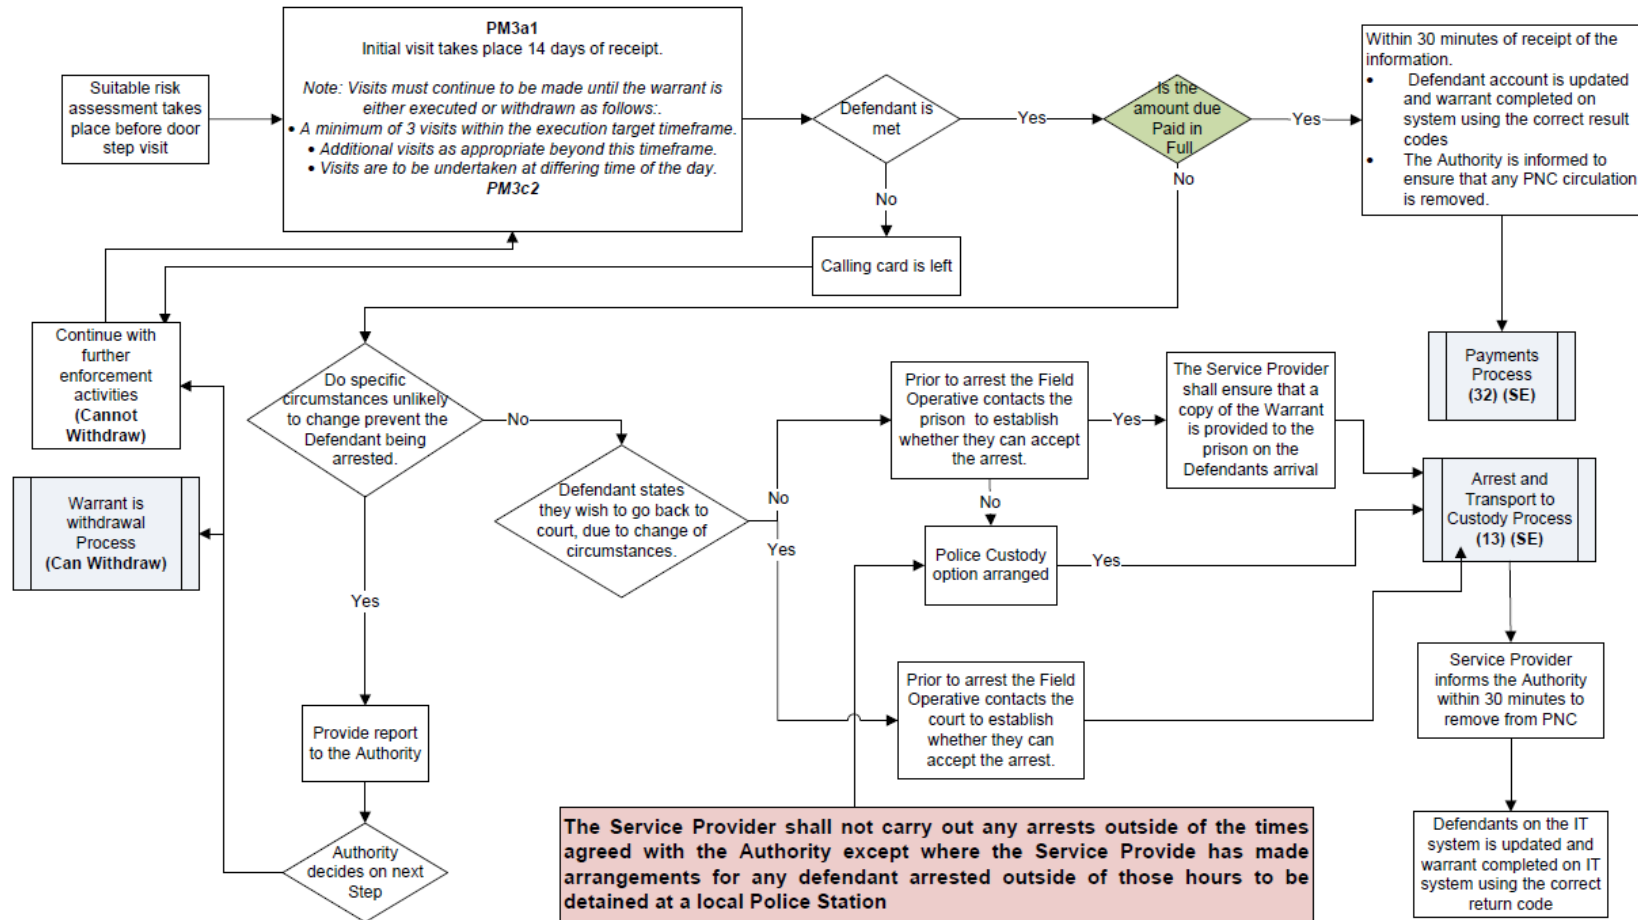 Suitable risk
assessment takes
place before door
step visit
PM3a1
Initial visit takes place 14 days of receipt.
Note: Visits must continue to be made until the warrant is
either executed or withdrawn as follows:.
• A minimum of 3 visits within the execution target timeframe.
• Additional visits as appropriate beyond this timeframe.
• Visits are to be undertaken at differing time of the day.
PM3c2
Defendant is
met
Yes
No
Is the
amount due
Paid in
Full
Yes
No
Within 30 minutes of receipt of the
information.
• Defendant account is updated
and warrant completed on
system using the correct result
codes
• The Authority is informed to
ensure that any PNC circulation
is removed.
Calling card is left
Continue with
further
enforcement
activities
(Cannot
Withdraw)
Warrant is
withdrawal
Process
(Can Withdraw)
Do specific
circumstances unlikely
to change prevent the
Defendant being
arrested.
No
Yes
Defendant states
they wish to go back to
court, due to change of
circumstances.
No
Yes
Prior to arrest the Field
Operative contacts the
prison to establish
whether they can accept
the arrest.
Yes
No
The Service Provider
shall ensure that a
copy of the Warrant
is provided to the
prison on the
Defendants arrival
Payments
Process
(32) (SE)
Arrest and
Transport to
Custody Process
(13) (SE)
Police Custody
option arranged
Yes
Prior to arrest the Field
Operative contacts the
court to establish
whether they can
accept the arrest.
Service Provider
informs the Authority
within 30 minutes to
remove from PNC
Provide report
to the Authority
Authority
decides on next
Step
The Service Provider shall not carry out any arrests outside of the times
agreed with the Authority except where the Service Provide has made
arrangements for any defendant arrested outside of those hours to be
detained at a local Police Station
Defendants on the IT
system is updated and
warrant completed on IT
system using the correct
return code